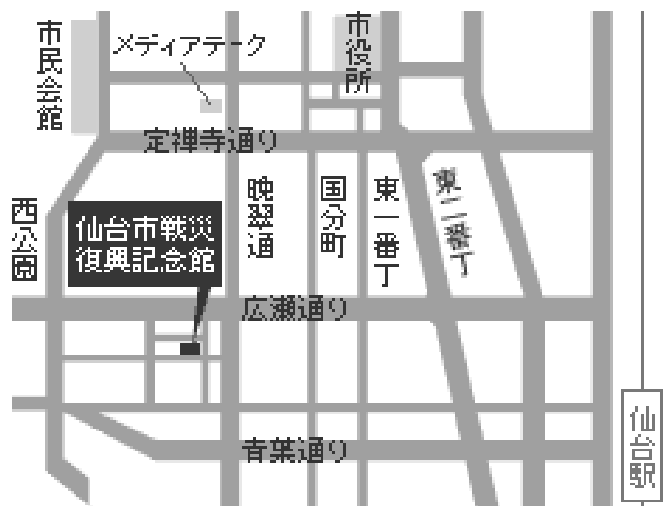 市民会館
メディアテーク
市役所
定禅寺通り
西公園
仙台市戦災
復興記念館
晩翠通
国分町
東一番丁
東二番丁
広瀬通り
青葉通り
仙台駅